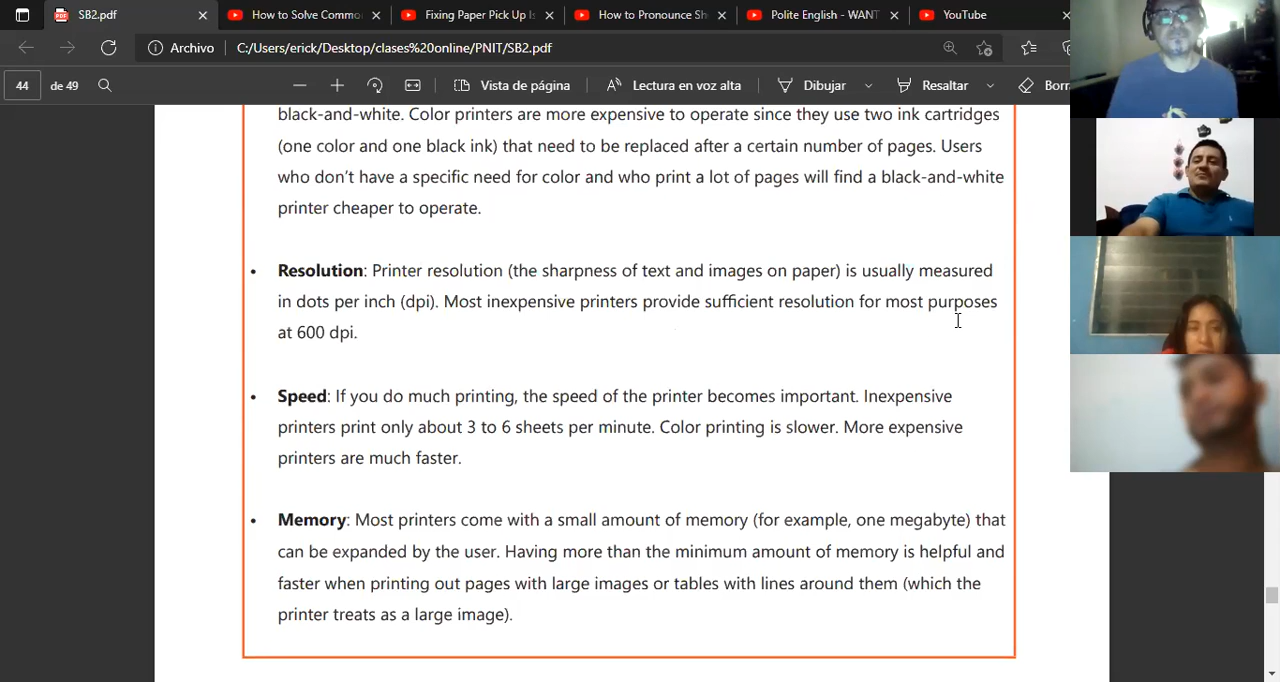 SB2.pdf
How to Solve Commo
Fixing Paper Pick Up Is
How to Pronounce Sh
Polite English - WANT
YouTube
Archivo
C:/Users/erick/Desktop/clases%20online/PNIT/SB2.pdf
44
de 49
Vista de página
Lectura en voz alta
Dibujar
Resaltar
Borr
black-and-white. Color printers are more expensive to operate since they use two ink cartridges
(one color and one black ink) that need to be replaced after a certain number of pages. Users
who don’t have a specific need for color and who print a lot of pages will find a black-and-white
printer cheaper to operate.
• Resolution: Printer resolution (the sharpness of text and images on paper) is usually measured
in dots per inch (dpi). Most inexpensive printers provide sufficient resolution for most purposes
at 600 dpi.
• Speed: If you do much printing, the speed of the printer becomes important. Inexpensive
printers print only about 3 to 6 sheets per minute. Color printing is slower. More expensive
printers are much faster.
• Memory: Most printers come with a small amount of memory (for example, one megabyte) that
can be expanded by the user. Having more than the minimum amount of memory is helpful and
faster when printing out pages with large images or tables with lines around them (which the
printer treats as a large image).